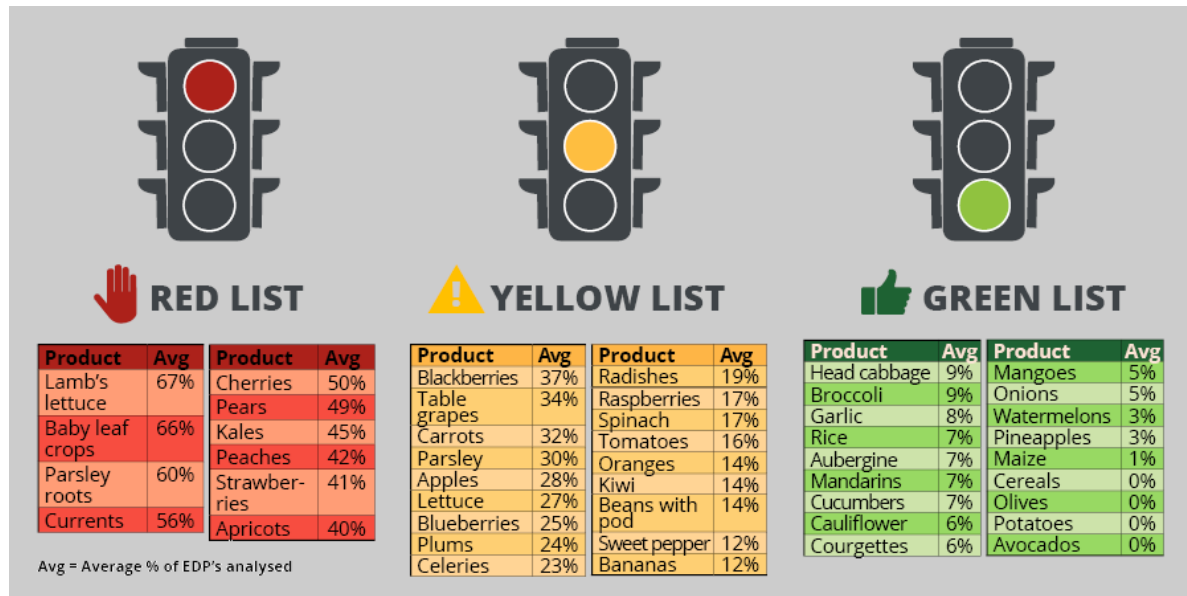 RED LIST
Product Avg
Lamb's 67%
lettuce
Baby leaf 66%
crops
Parsley 60%
roots
Currents 56%
Product Avg
Cherries 50%
Pears 49%
Kales 45%
Peaches 42%
Strawber- 41%
ries
Apricots 40%
Avg = Average % of EDP's analysed
YELLOW LIST
Product Avg
Blackberries 37%
Table 34%
grapes
Carrots 32%
Parsley 30%
Apples 28%
Lettuce 27%
Blueberries 25%
Plums 24%
Celeries 23%
Product Avg
Radishes 19%
Raspberries 17%
Spinach 17%
Tomatoes 16%
Oranges 14%
Kiwi 14%
Beans with 14%
pod
Sweet pepper 12%
Bananas 12%
GREEN LIST
Product Avg
Head cabbage 9%
Broccoli 9%
Garlic 8%
Rice 7%
Aubergine 7%
Mandarins 7%
Cucumbers 7%
Cauliflower 6%
Courgettes 6%
Product Avg
Mangoes 5%
Onions 5%
Watermelons 3%
Pineapples 3%
Maize 1%
Cereals 0%
Olives 0%
Potatoes 0%
Avocados 0%